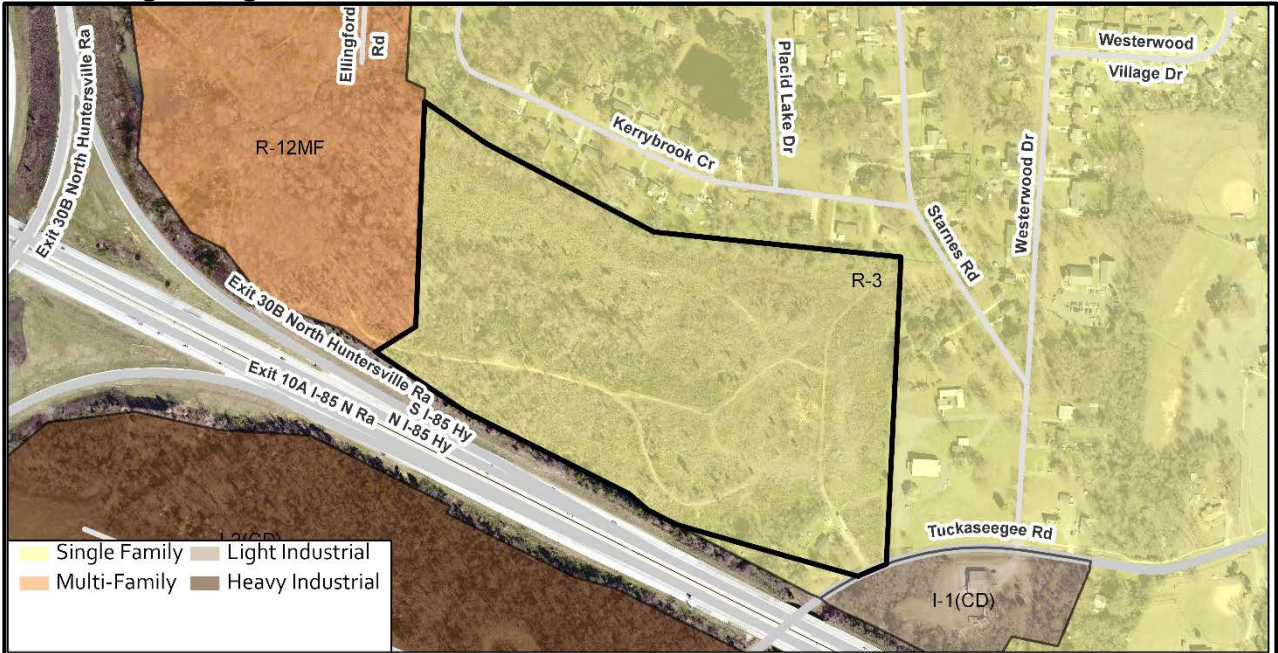 Ellingford
Rd
Exit 30B North Huntersville Ra
R-12MF
Kerrybrook Cr
Placid Lake Dr
Westerwood
Village Dr
Westerwood Dr
Starnes Rd
R-3
Exit 30B North Huntersville Ra
Exit 10A I-85 N Ra
S I-85 Hy
N I-85 Hy
Tuckaseegee Rd
I-1(CD)
Single Family
Light Industrial
Multi-Family
Heavy Industrial